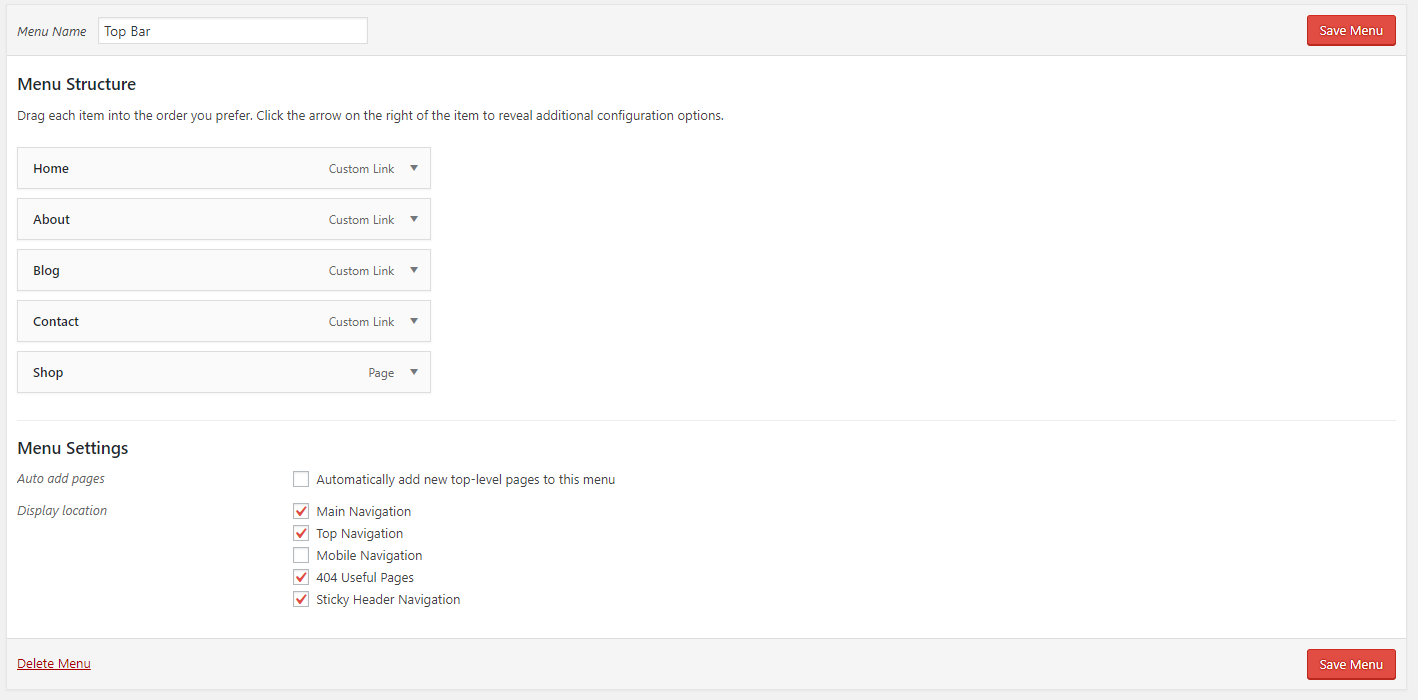 Menu Name Top Bar Save Menu
Menu Structure
Drag each item into the order you prefer. Click the arrow on the right of the item to reveal additional configuration options.
Home Custom Link
About Custom Link
Blog Custom Link
Contact Custom Link
Shop Page
Menu Settings
Auto add pages Automatically add new top-level pages to this menu
Display location Main Navigation
Top Navigation
Mobile Navigation
404 Useful Pages
Sticky Header Navigation
Delete Menu Save Menu